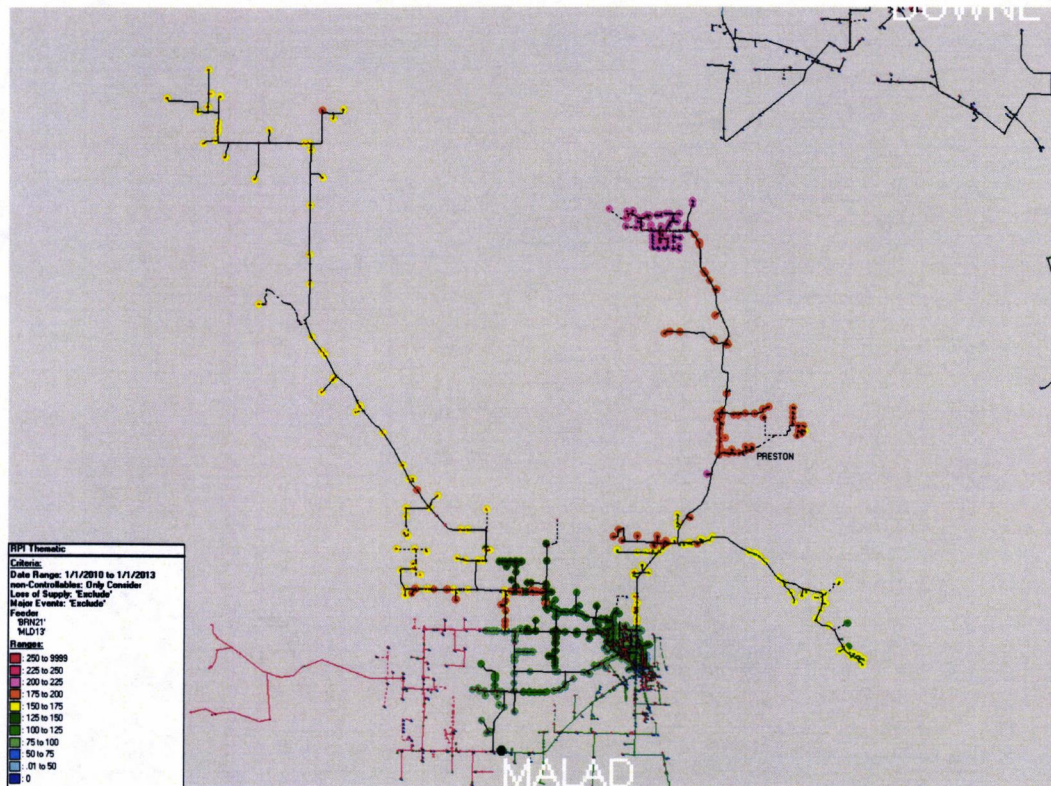 DOWNE
PRESTON
MALAD
RPI Thematic
Criteria:
Date Range: 1/1/2010 to 1/1/2013
non-Controllables: Only Consider
Loss of Supply: 'Exclude'
Major Events: 'Exclude'
Feeder
'BRN21'
'MLD13'
Ranges:
: 250 to 9999
: 225 to 250
: 200 to 225
: 175 to 200
: 150 to 175
: 125 to 150
: 100 to 125
: 75 to 100
: 50 to 75
: .01 to 50
: 0